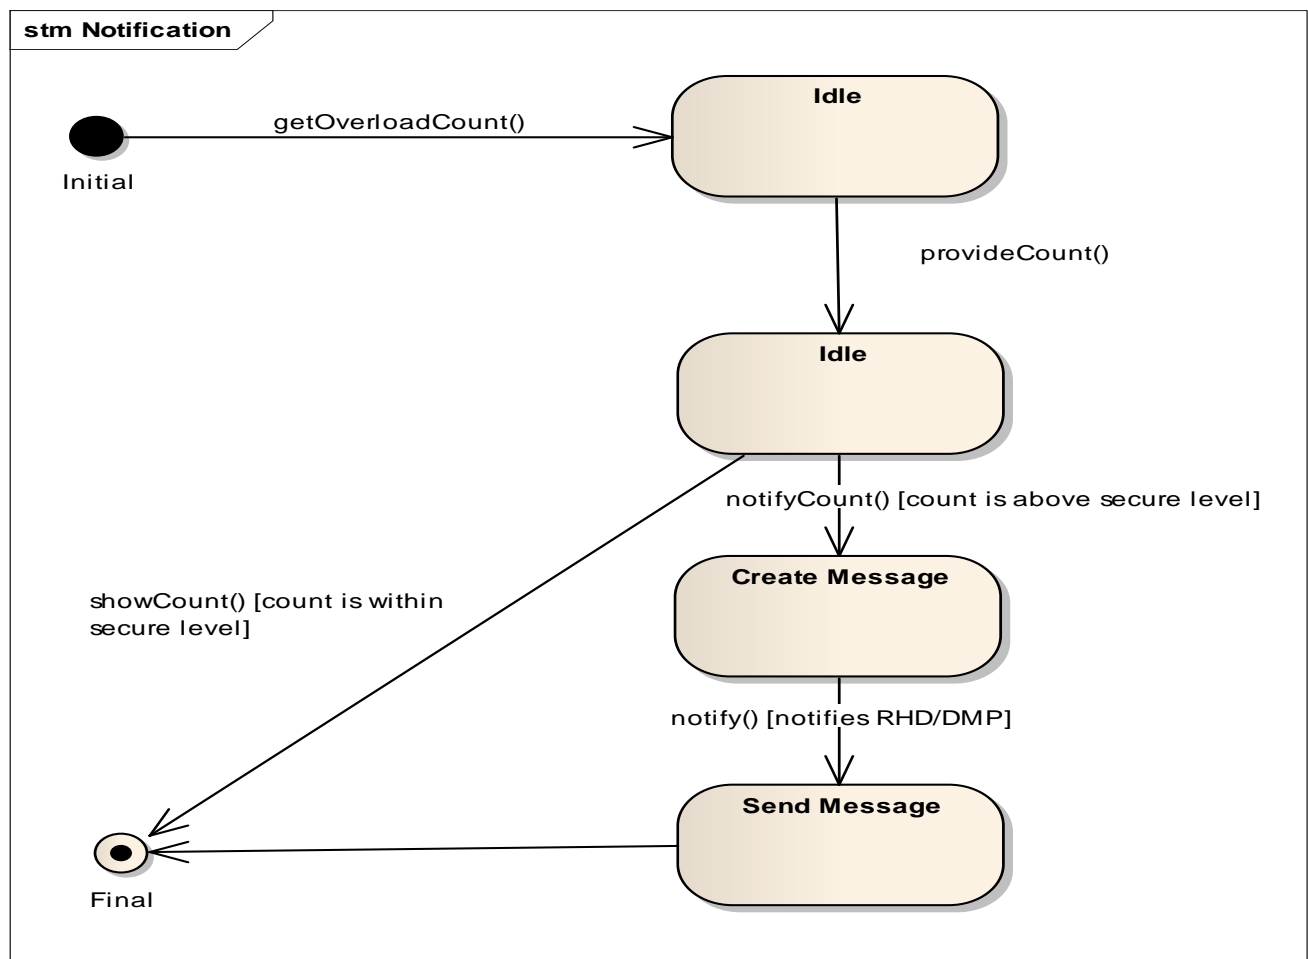 stm Notification
Idle
getOverloadCount()
Initial
provideCount()
Idle
notifyCount() [count is above secure level]
Create Message
showCount() [count is within
secure level]
notify() [notifies RHD/DMP]
Send Message
Final